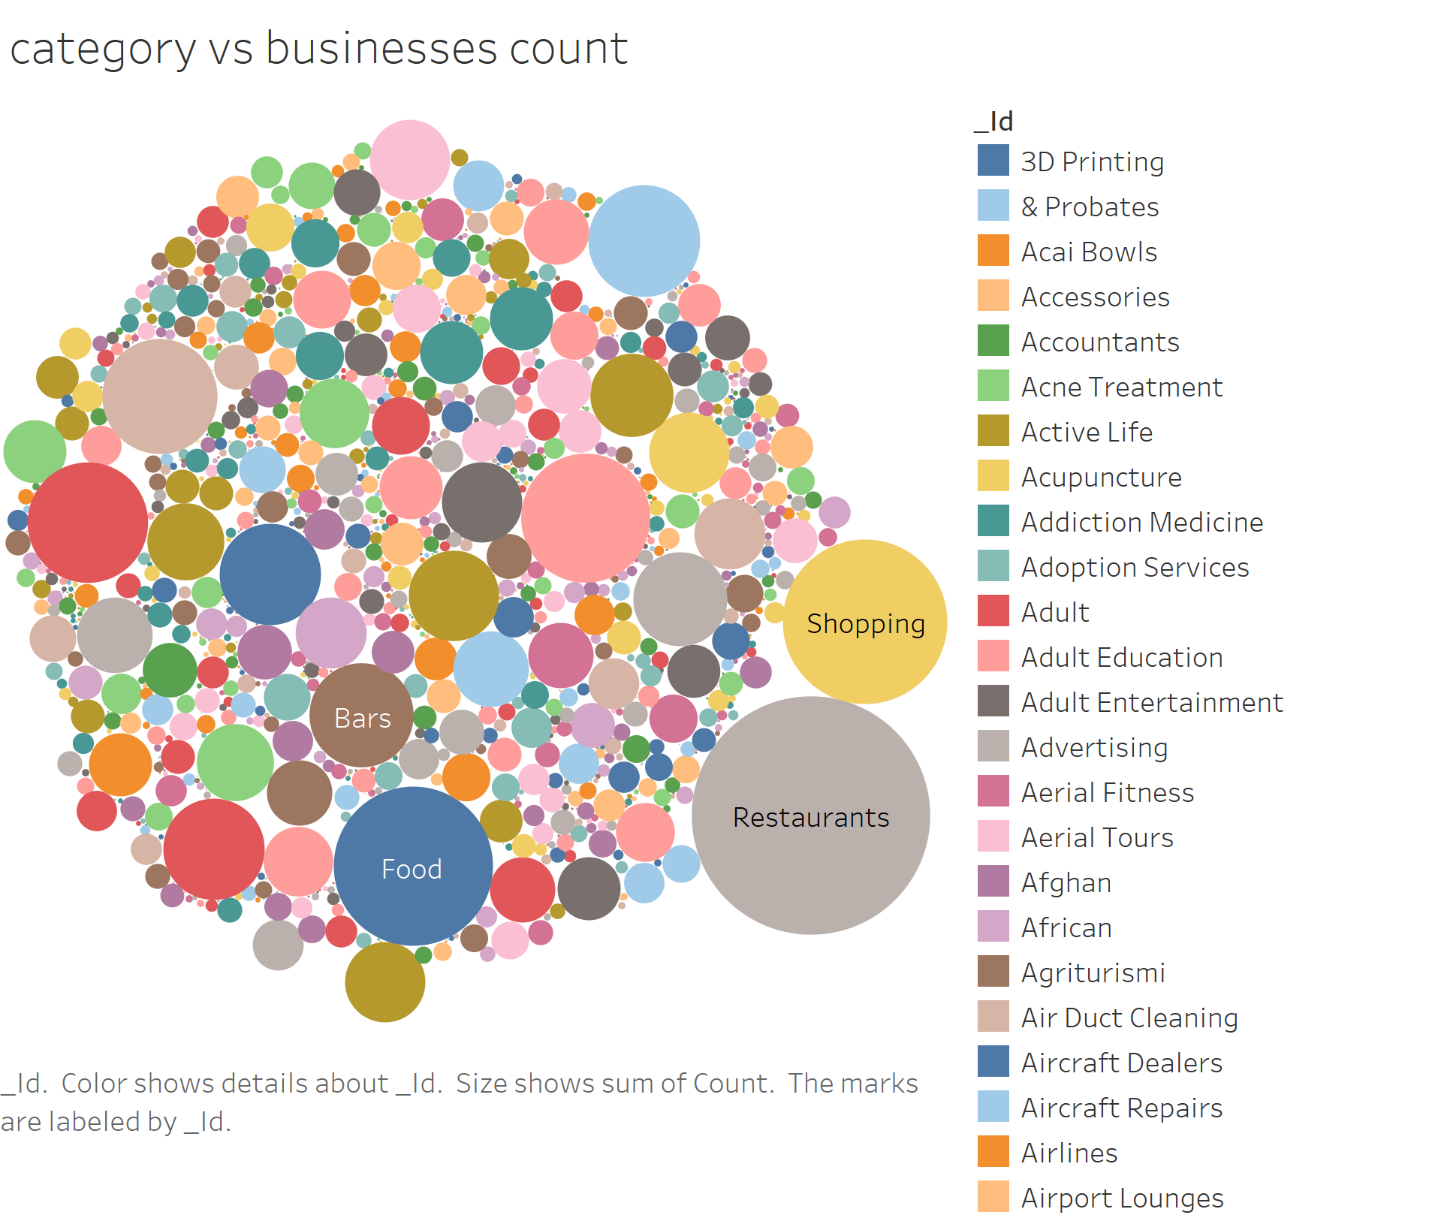 category vs businesses count
_Id
3D Printing
& Probates
Acai Bowls
Accessories
Accountants
Acne Treatment
Active Life
Acupuncture
Addiction Medicine
Adoption Services
Adult
Adult Education
Adult Entertainment
Advertising
Aerial Fitness
Aerial Tours
Afghan
African
Agriturismi
Air Duct Cleaning
Aircraft Dealers
Aircraft Repairs
Airlines
Airport Lounges
Shopping
Bars
Restaurants
Food
_Id.  Color shows details about _Id.  Size shows sum of Count.  The marks
are labeled by _Id.